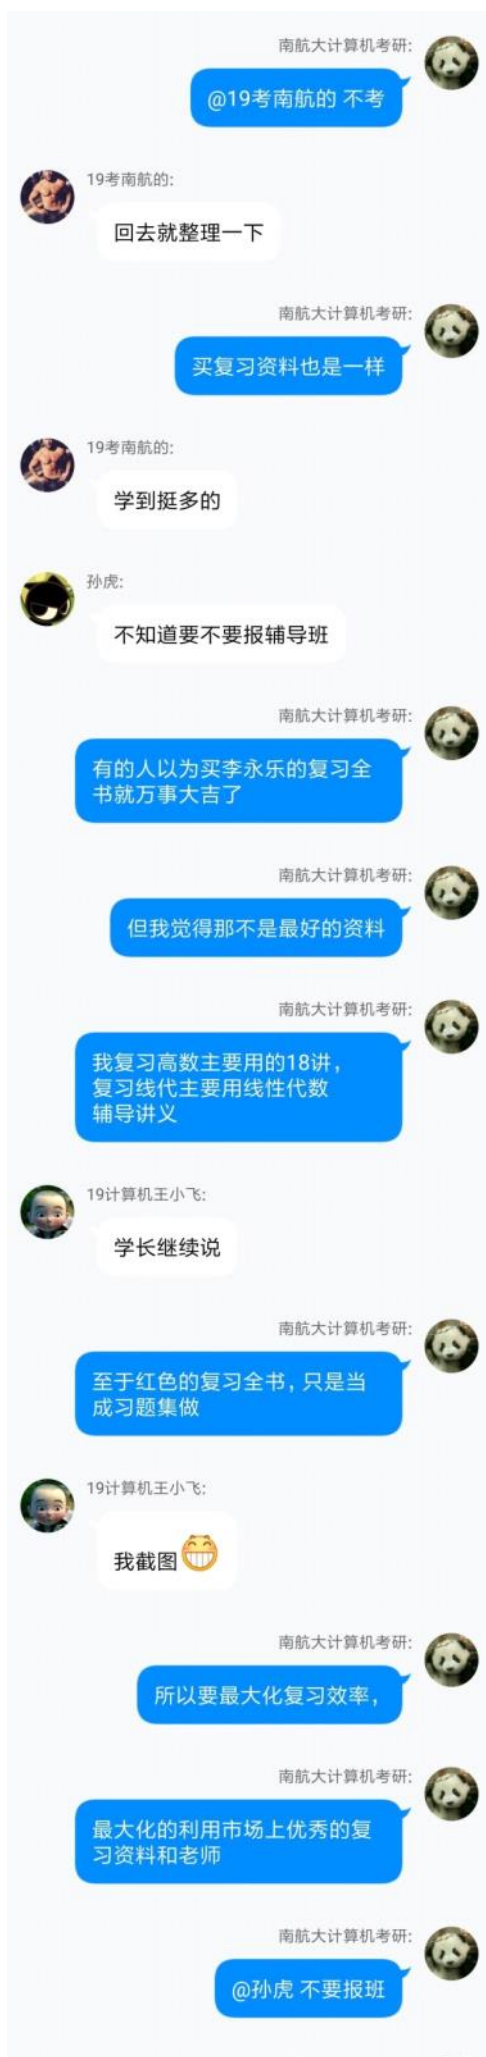 南航大计算机考研:
@19考南航的 不考
19考南航的:
回去就整理一下
南航大计算机考研:
买复习资料也是一样
19考南航的:
学到挺多的
孙虎:
不知道要不要报辅导班
南航大计算机考研:
有的人以为买李永乐的复习全
书就万事大吉了
南航大计算机考研:
但我觉得那不是最好的资料
南航大计算机考研:
我复习高数主要用的18讲，
复习线代主要用线性代数
辅导讲义
19计算机王小飞:
学长继续说
南航大计算机考研:
至于红色的复习全书，只是当
成习题集做
19计算机王小飞:
我截图
南航大计算机考研:
所以要最大化复习效率，
南航大计算机考研:
最大化的利用市场上优秀的复
习资料和老师
南航大计算机考研:
@孙虎 不要报班